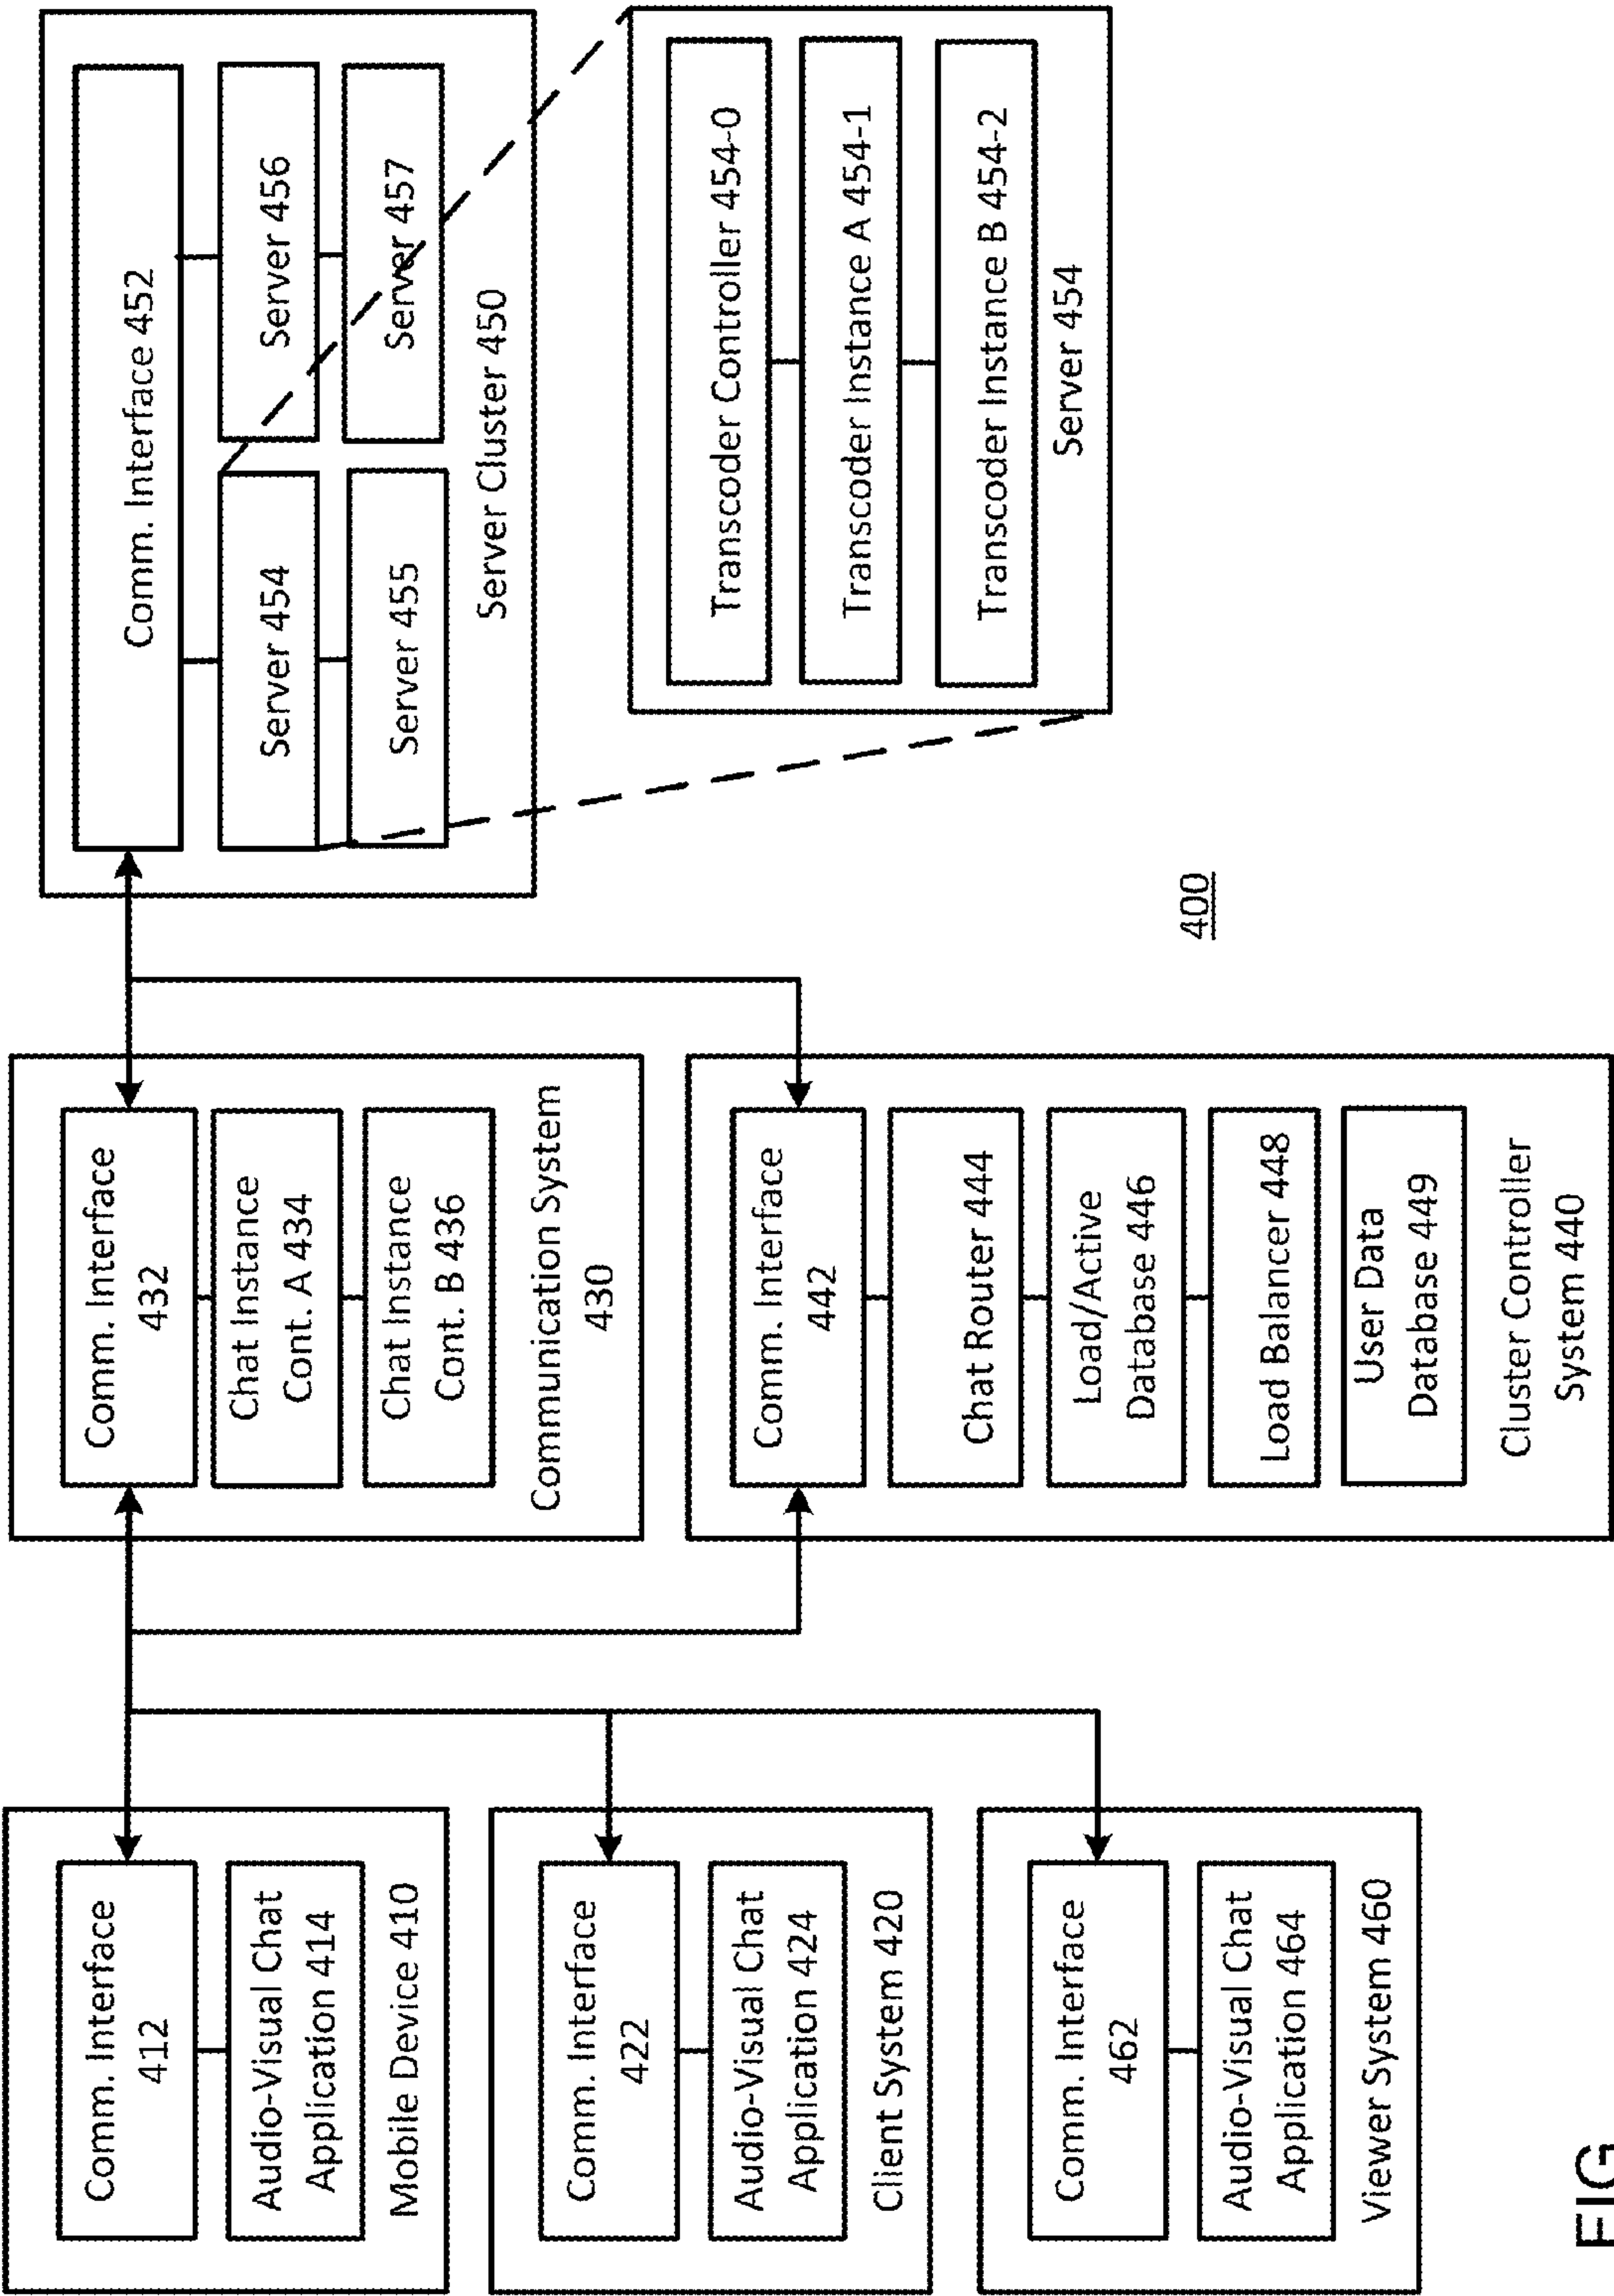 Comm. Interface
412
Audio-Visual Chat
Application 414
Mobile Device 410
Comm. Interface
422
Audio-Visual Chat
Application 424
Client System 420
Comm. Interface
462
Audio-Visual Chat
Application 464
Viewer System 460
Comm. Interface
432
Chat Instance
Cont. A 434
Chat Instance
Cont. B 436
Communication System
430
Comm. Interface
442
Chat Router 444
Load/Active
Database 446
Load Balancer 448
User Data
Database 449
Cluster Controller
System 440
Comm. Interface 452
Server 454
Server 456
Server 455
Server 457
Server Cluster 450
Transcoder Controller 454-0
Transcoder Instance A 454-1
Transcoder Instance B 454-2
Server 454
400
FIG